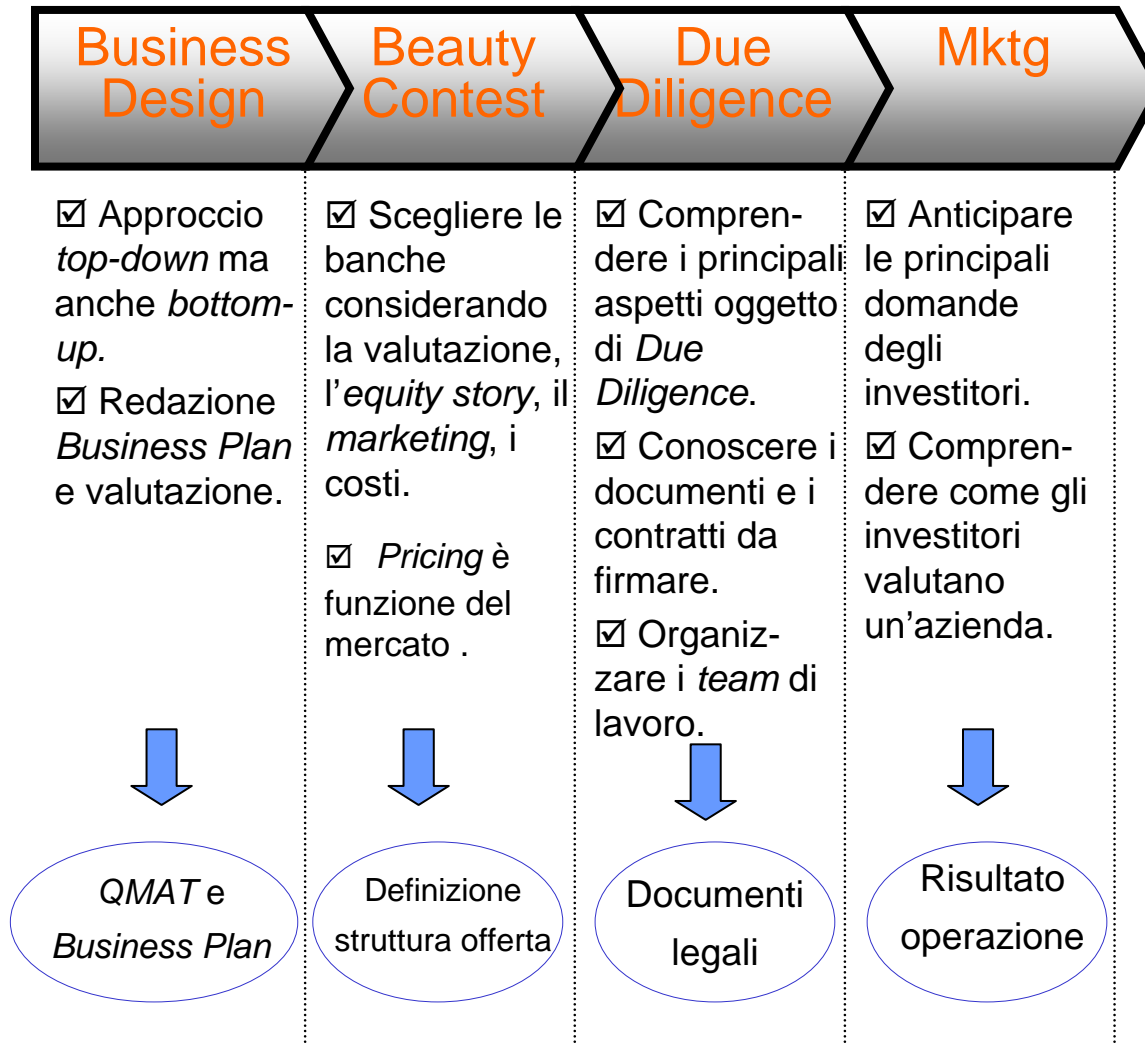 Business
Design
Beauty
Contest
Due
Diligence
Mktg
☑ Approccio
top-down ma
anche bottom-
up.
☑ Redazione
Business Plan
e valutazione.
☑ Scegliere le
banche
considerando
la valutazione,
l’equity story, il
marketing, i
costi.
☑ Pricing è
funzione del
mercato .
☑ Compren-
dere i principali
aspetti oggetto
di Due
Diligence.
☑ Conoscere i
documenti e i
contratti da
firmare.
☑ Organiz-
zare i team di
lavoro.
☑ Anticipare
le principali
domande
degli
investitori.
☑ Compren-
dere come gli
investitori
valutano
un’azienda.
QMAT e
Business Plan
Definizione
struttura offerta
Documenti
legali
Risultato
operazione